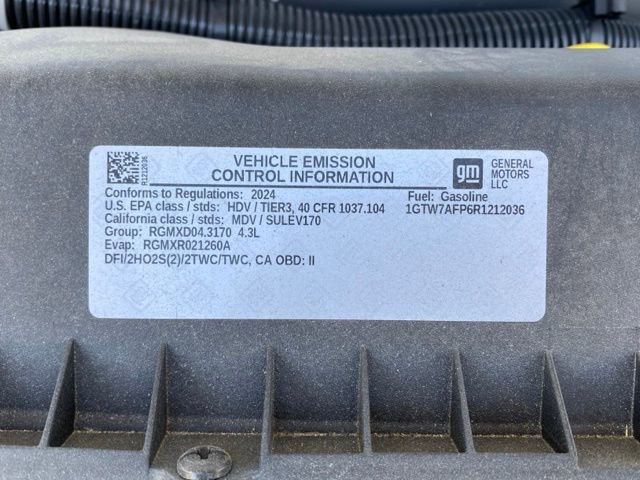 R1212036
VEHICLE EMISSION
CONTROL INFORMATION
gm
GENERAL
MOTORS
LLC
Conforms to Regulations: 2024
Fuel: Gasoline
U.S. EPA class / stds: HDV / TIER3, 40 CFR 1037.104
1GTW7AFP6R1212036
California class / stds: MDV / SULEV170
Group: RGMXD04.3170 4.3L
Evap: RGMXR021260A
DFI/2HO2S(2)/2TWC/TWC, CA OBD: II